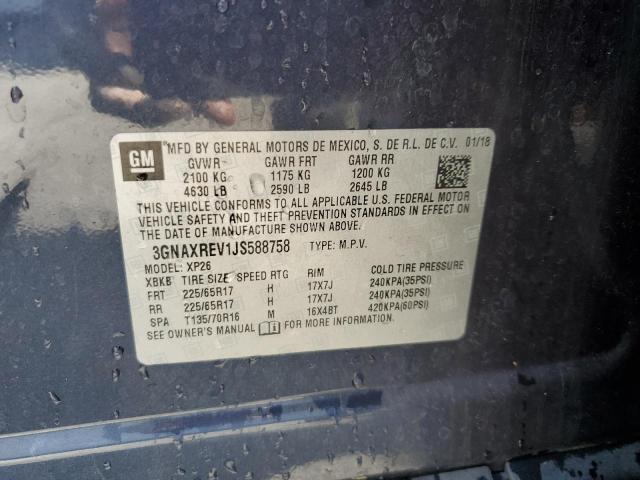 GM
MFD BY GENERAL MOTORS DE MEXICO, S. DE R.L. DE C.V. 01/18
GVWR GAWR FRT GAWR RR
2100 KG 1175 KG 1200 KG
4630 LB 2590 LB 2645 LB
THIS VEHICLE CONFORMS TO ALL APPLICABLE U.S. FEDERAL MOTOR
VEHICLE SAFETY AND THEFT PREVENTION STANDARDS IN EFFECT ON
THE DATE OF MANUFACTURE SHOWN ABOVE.
3GNAXREV1JS588758 TYPE: M.P.V.
MODEL: XP26
XBKB TIRE SIZE SPEED RTG RIM COLD TIRE PRESSURE
FRT 225/65R17 H 17X7J 240KPA(35PSI)
RR 225/65R17 H 17X7J 240KPA(35PSI)
SPA T135/70R16 M 16X4BT 420KPA(60PSI)
SEE OWNER'S MANUAL FOR MORE INFORMATION.